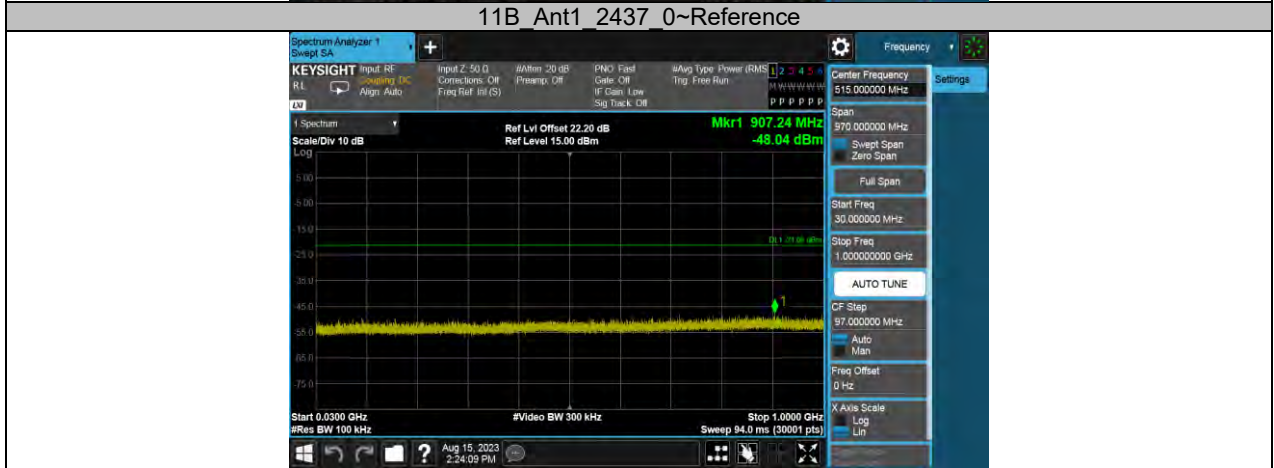 11B_Ant1_2437_0~Reference
Spectrum Analyzer 1
Swept SA
+
Frequency
KEYSIGHT
Input: RF
Coupling: DC
Align: Auto
RL
LXI
Input Z: 50 Ω
Corrections: Off
Freq Ref: Int (S)
#Atten: 20 dB
Preamp: Off
PNO: Fast
Gate: Off
IF Gain: Low
Sig Track: Off
#Avg Type: Power (RMS
Trig: Free Run
1 2 3 4 5 6
M W W W W W
P P P P P P
Center Frequency
515.000000 MHz
Settings
1 Spectrum
Scale/Div 10 dB
Log
Ref Lvl Offset 22.20 dB
Ref Level 15.00 dBm
Mkr1 907.24 MHz
-48.04 dBm
Span
970.000000 MHz
Swept Span
Zero Span
Full Span
Start Freq
30.000000 MHz
Stop Freq
1.000000000 GHz
AUTO TUNE
CF Step
97.000000 MHz
Auto
Man
Freq Offset
0 Hz
X Axis Scale
Log
Lin
5.00
-5.00
-15.0
-25.0
-35.0
-45.0
-55.0
-65.0
-75.0
1
Start 0.0300 GHz
#Res BW 100 kHz
#Video BW 300 kHz
Stop 1.0000 GHz
Sweep 94.0 ms (30001 pts)
?
Aug 15, 2023
2:24:09 PM